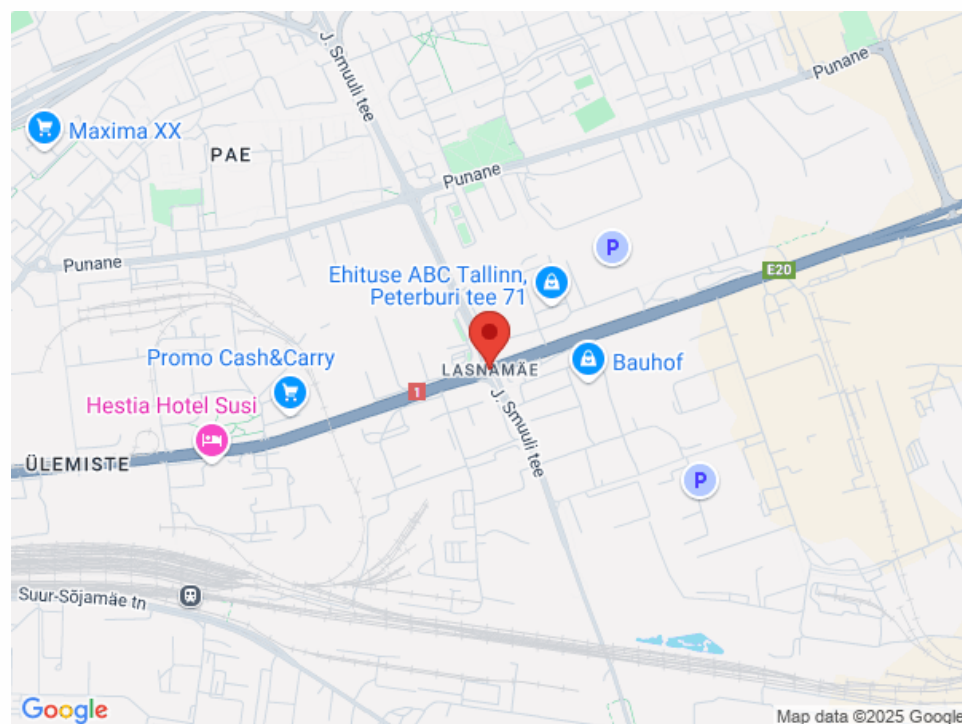 J. Smuuli tee
Punane
Maxima XX
PAE
Punane
Punane
P
E20
Ehituse ABC Tallinn,
Peterburi tee 71
Promo Cash&Carry
LASNAMÄE
Bauhof
1
Hestia Hotel Susi
J. Smuuli tee
ÜLEMISTE
P
Suur-Sõjamäe tn
Google
Map data ©2025 Google